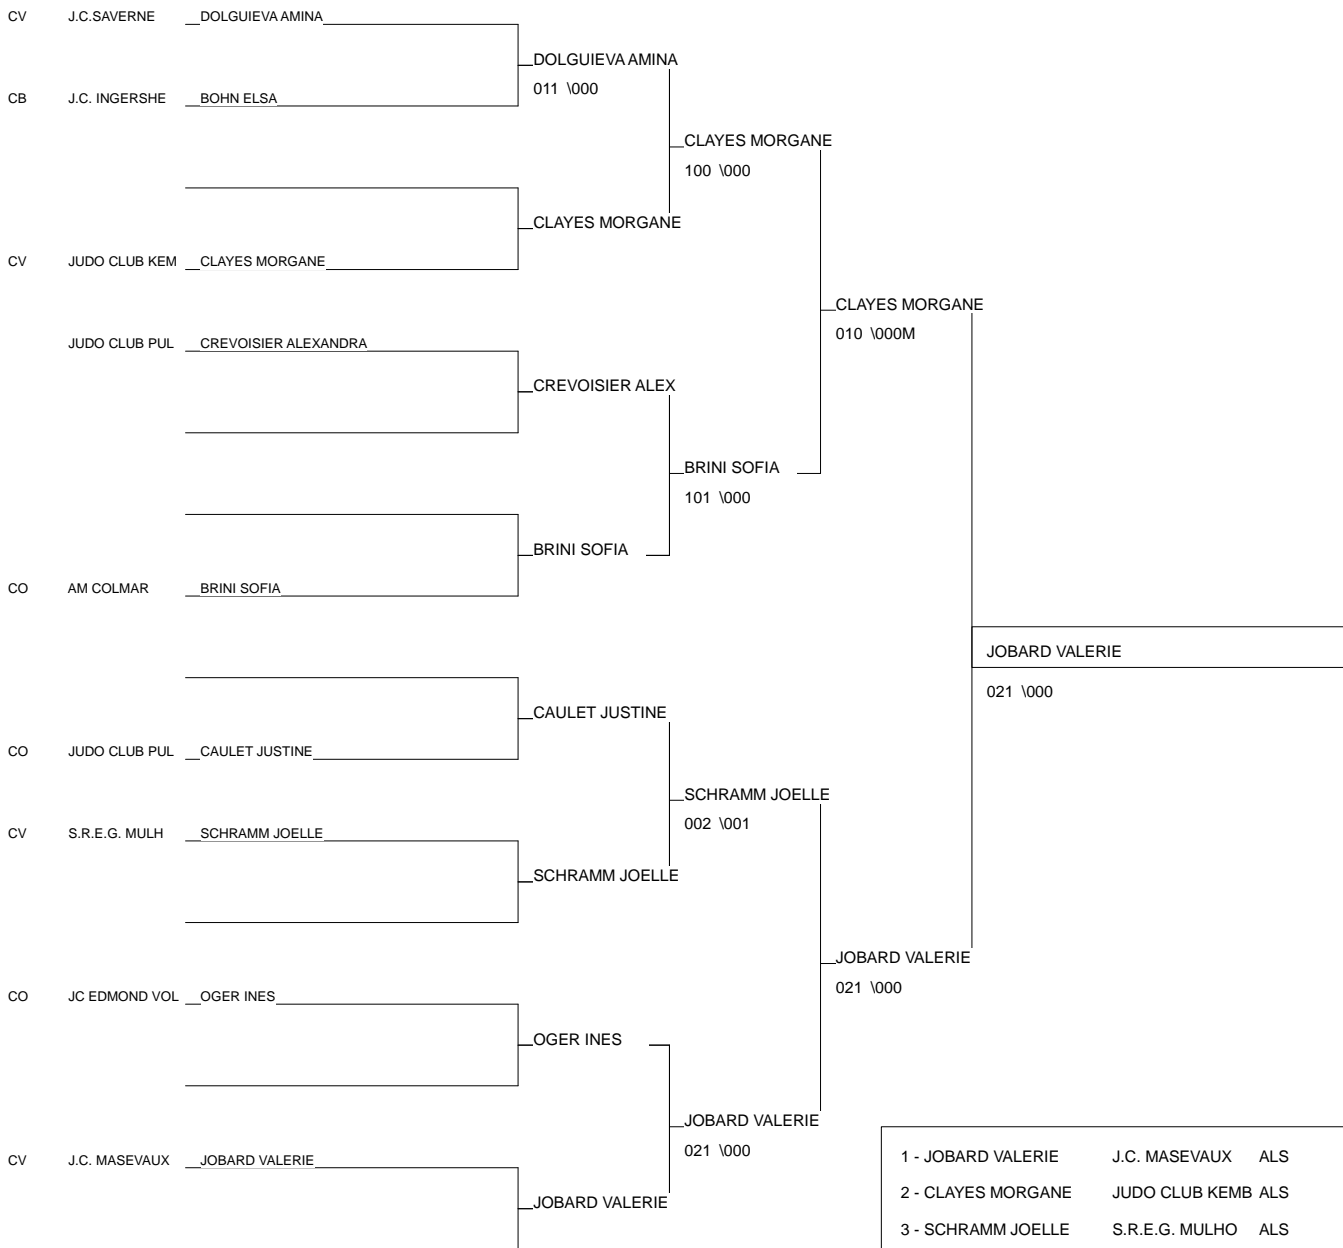 CV J.C.SAVERNE DOLGUIEVA AMINA
DOLGUIEVA AMINA
011 \000
CB J.C. INGERSHE BOHN ELSA
CLAYES MORGANE
100 \000
CLAYES MORGANE
CV JUDO CLUB KEM CLAYES MORGANE
CLAYES MORGANE
010 \000M
JUDO CLUB PUL CREVOISIER ALEXANDRA
CREVOISIER ALEX
BRINI SOFIA
101 \000
BRINI SOFIA
CO AM COLMAR BRINI SOFIA
JOBARD VALERIE
021 \000
CAULET JUSTINE
CO JUDO CLUB PUL CAULET JUSTINE
SCHRAMM JOELLE
002 \001
CV S.R.E.G. MULH SCHRAMM JOELLE
SCHRAMM JOELLE
JOBARD VALERIE
021 \000
CO JC EDMOND VOL OGER INES
OGER INES
JOBARD VALERIE
021 \000
CV J.C. MASEVAUX JOBARD VALERIE
JOBARD VALERIE
1 - JOBARD VALERIE J.C. MASEVAUX ALS
2 - CLAYES MORGANE JUDO CLUB KEMB ALS
3 - SCHRAMM JOELLE S.R.E.G. MULHO ALS